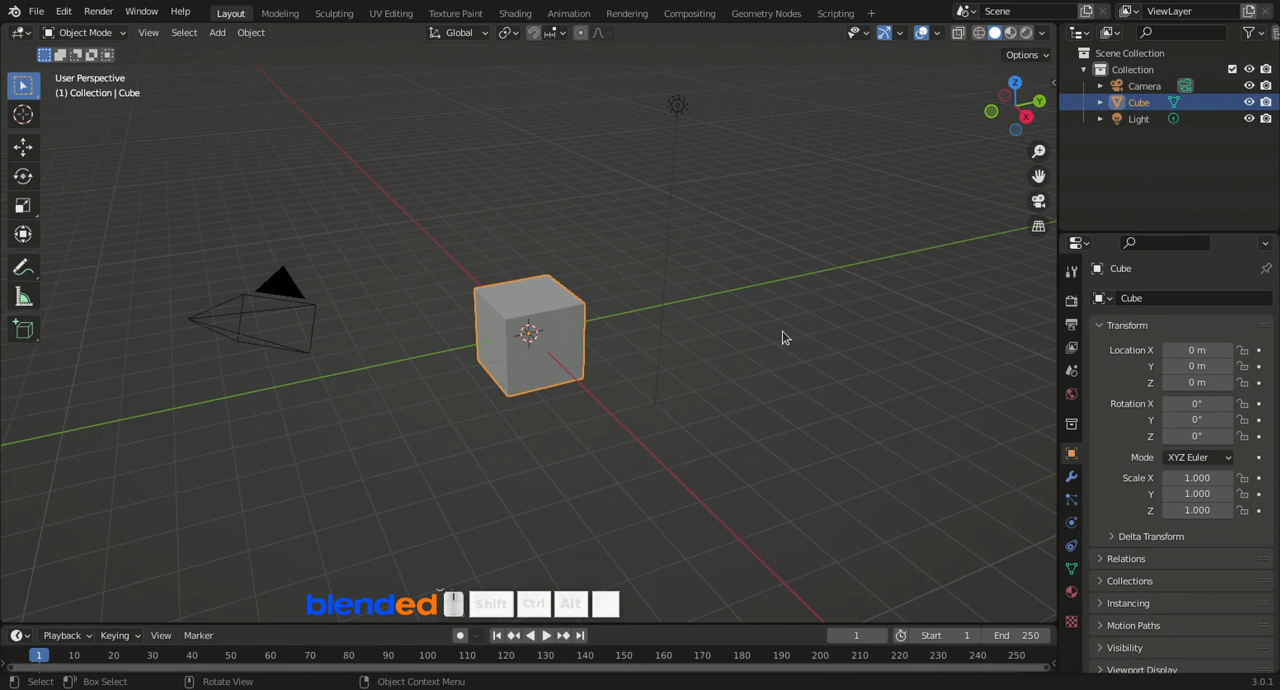 File Edit Render Window Help Layout Modeling Sculpting UV Editing Texture Paint Shading Animation Rendering Compositing Geometry Nodes Scripting + Scene ViewLayer
Object Mode View Select Add Object Global
Options
User Perspective
(1) Collection | Cube
Z
Y
X
Scene Collection
Collection
Camera
Cube
Light
Cube
Cube
Transform
Location X 0 m
Y 0 m
Z 0 m
Rotation X 0°
Y 0°
Z 0°
Mode XYZ Euler
Scale X 1.000
Y 1.000
Z 1.000
Delta Transform
Relations
Collections
Instancing
Motion Paths
Visibility
Viewport Display
blended Shift Ctrl Alt
Playback Keying View Marker 1 Start 1 End 250
1 10 20 30 40 50 60 70 80 90 100 110 120 130 140 150 160 170 180 190 200 210 220 230 240 250
Select Box Select Rotate View Object Context Menu 3.0.1